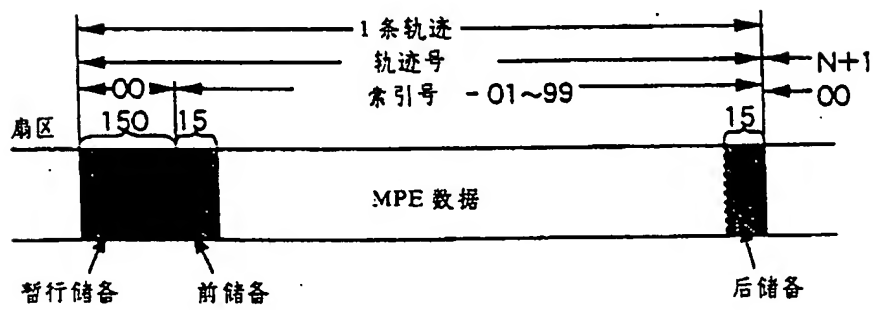 1条轨迹
轨迹号 N+1
00 索引号 -01~99 00
扇区 150 15 15
MPE 数据
暂行储备 前储备 后储备